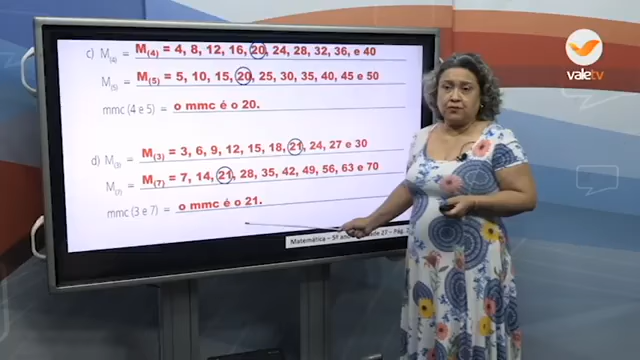 c) M(4) = M(4) = 4, 8, 12, 16, 20, 24, 28, 32, 36, e 40
M(5) = M(5) = 5, 10, 15, 20, 25, 30, 35, 40, 45 e 50
mmc (4 e 5) = o mmc é o 20.
d) M(3) = M(3) = 3, 6, 9, 12, 15, 18, 21, 24, 27 e 30
M(7) = M(7) = 7, 14, 21, 28, 35, 42, 49, 56, 63 e 70
mmc (3 e 7) = o mmc é o 21.
Matemática – 5º ano 27 – Pág.
valetv